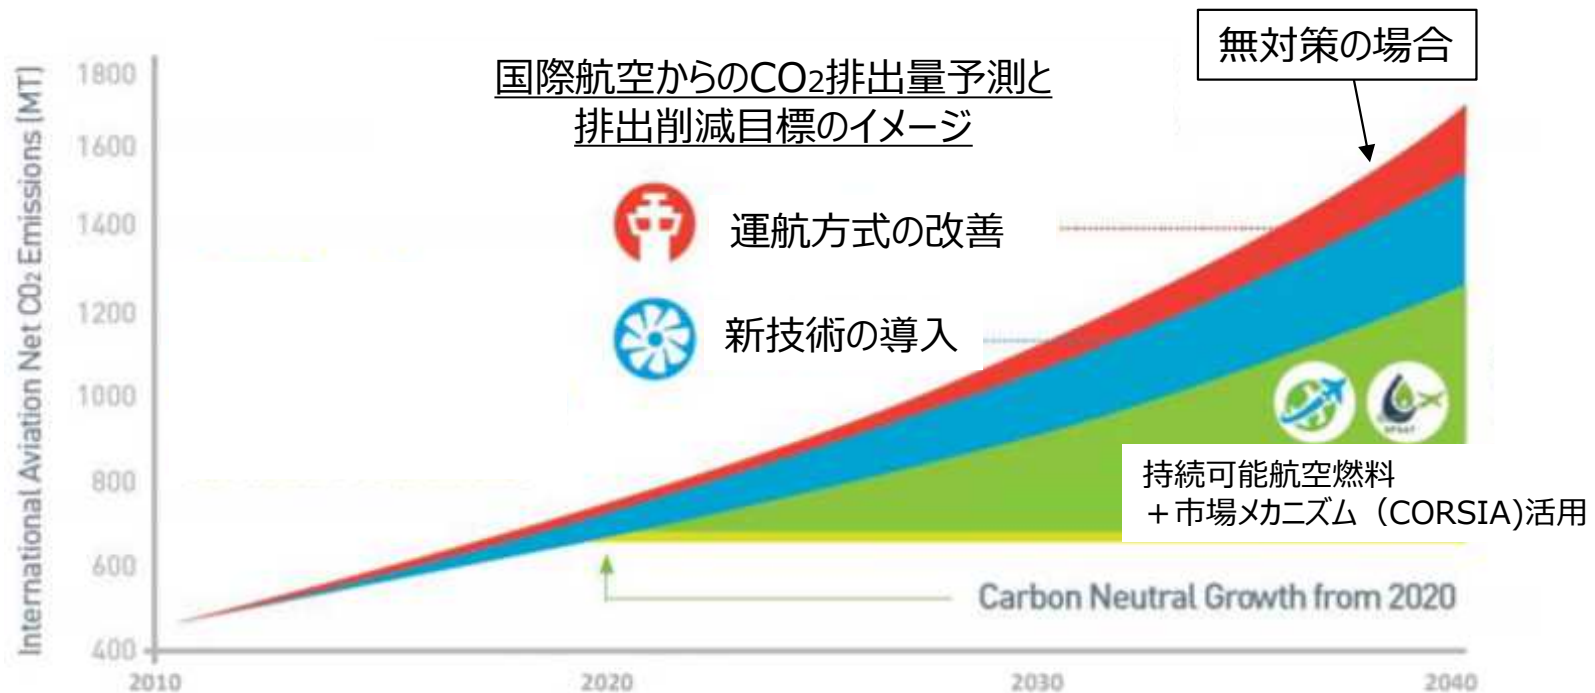 無対策の場合
国際航空からのCO2排出量予測と
排出削減目標のイメージ
International Aviation Net CO2 Emissions (MT)
1800
1600
1400
1200
1000
800
600
400
運航方式の改善
新技術の導入
持続可能航空燃料
＋市場メカニズム（CORSIA)活用
Carbon Neutral Growth from 2020
2010
2020
2030
2040